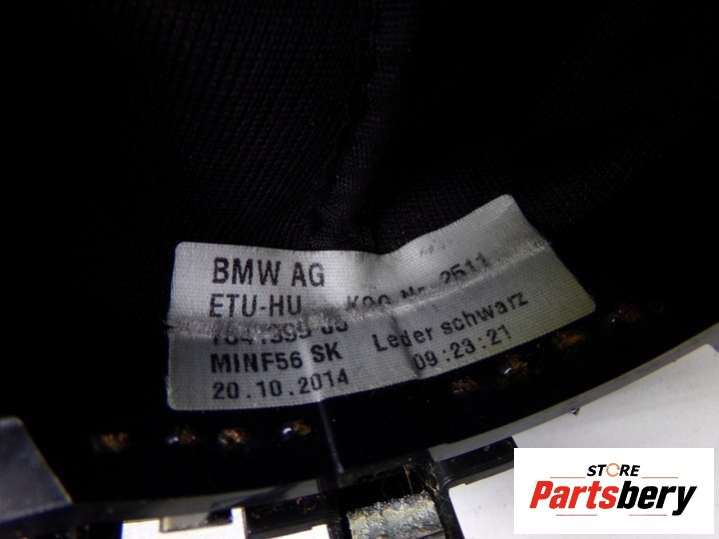 BMW AG
ETU-HU
MINF56 SK Leder schwarz
20.10.2014 09:23:21
STORE
Partsbery